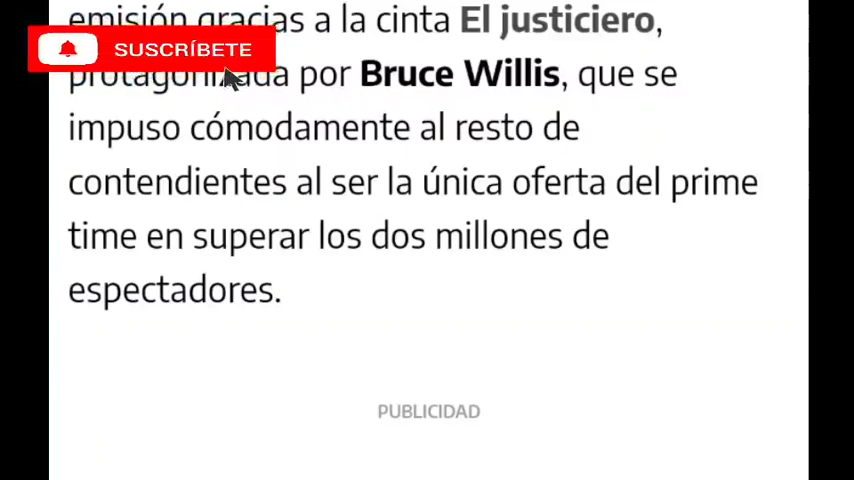 emisión gracias a la cinta El justiciero,
SUSCRÍBETE
protagonizada por Bruce Willis, que se
impuso cómodamente al resto de
contendientes al ser la única oferta del prime
time en superar los dos millones de
espectadores.
PUBLICIDAD